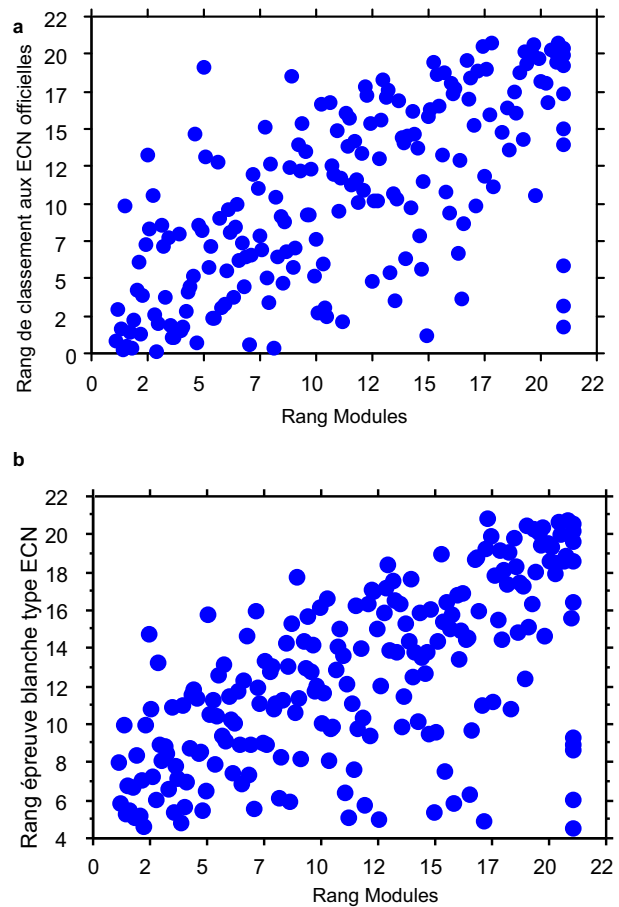 a
Rang de classement aux ECN officielles
22
20
17
15
12
10
7
5
2
0
0 2 5 7 10 12 15 17 20 22
Rang Modules
b
Rang épreuve blanche type ECN
22
20
18
16
14
12
10
8
6
4
0 2 5 7 10 12 15 17 20 22
Rang Modules